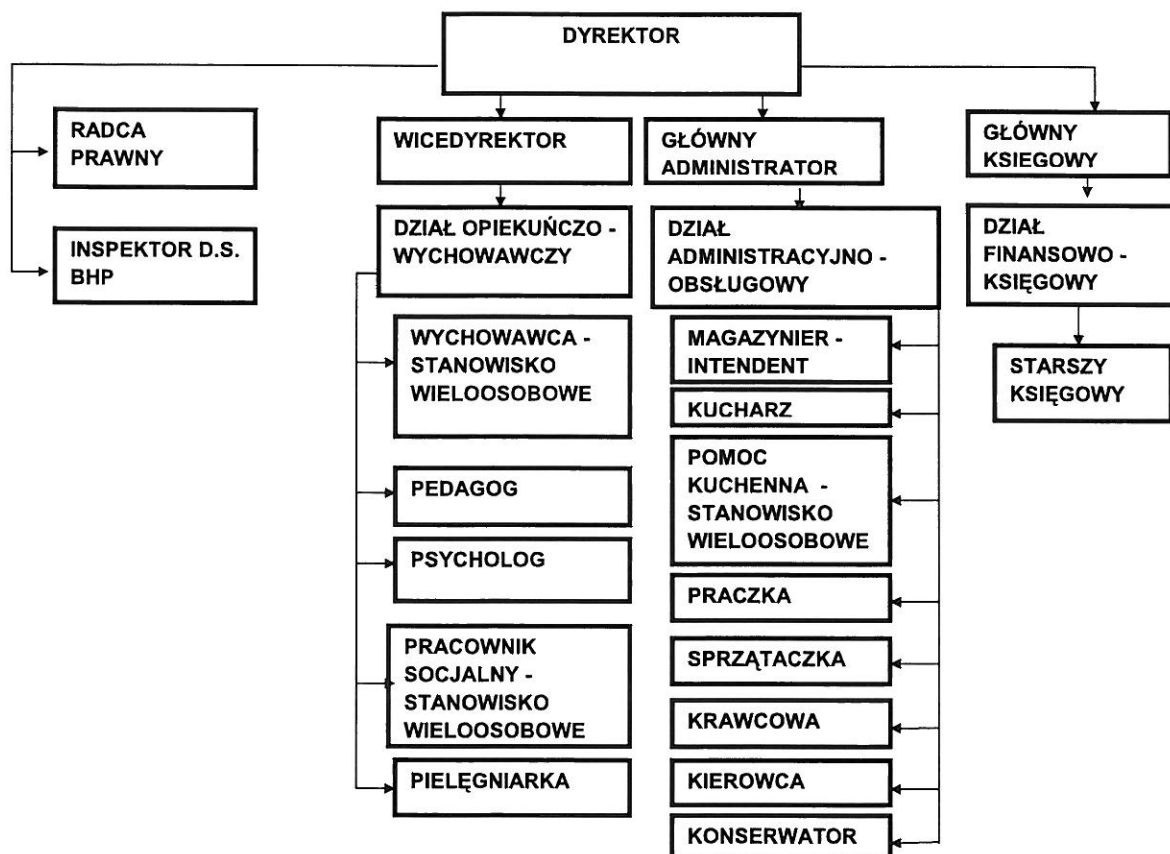 DYREKTOR
RADCA
PRAWNY
INSPEKTOR D.S.
BHP
WICEDYREKTOR
DZIAŁ OPIEKUŃCZO -
WYCHOWAWCZY
WYCHOWAWCA -
STANOWISKO
WIELOOSOBOWE
PEDAGOG
PSYCHOLOG
PRACOWNIK
SOCJALNY -
STANOWISKO
WIELOOSOBOWE
PIELĘGNIARKA
GŁÓWNY
ADMINISTRATOR
DZIAŁ
ADMINISTRACYJNO -
OBSŁUGOWY
MAGAZYNIER -
INTENDENT
KUCHARZ
POMOC
KUCHENNA -
STANOWISKO
WIELOOSOBOWE
PRACZKA
SPRZĄTACZKA
KRAWCOWA
KIEROWCA
KONSERWATOR
GŁÓWNY
KSIEGOWY
DZIAŁ
FINANSOWO -
KSIĘGOWY
STARSZY
KSIĘGOWY